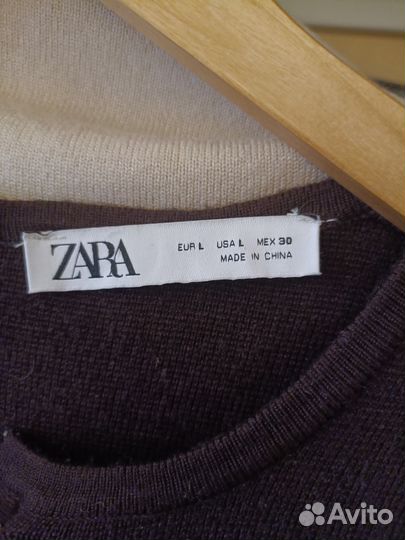 ZARA
EUR L USA L MEX 30
MADE IN CHINA
Avito